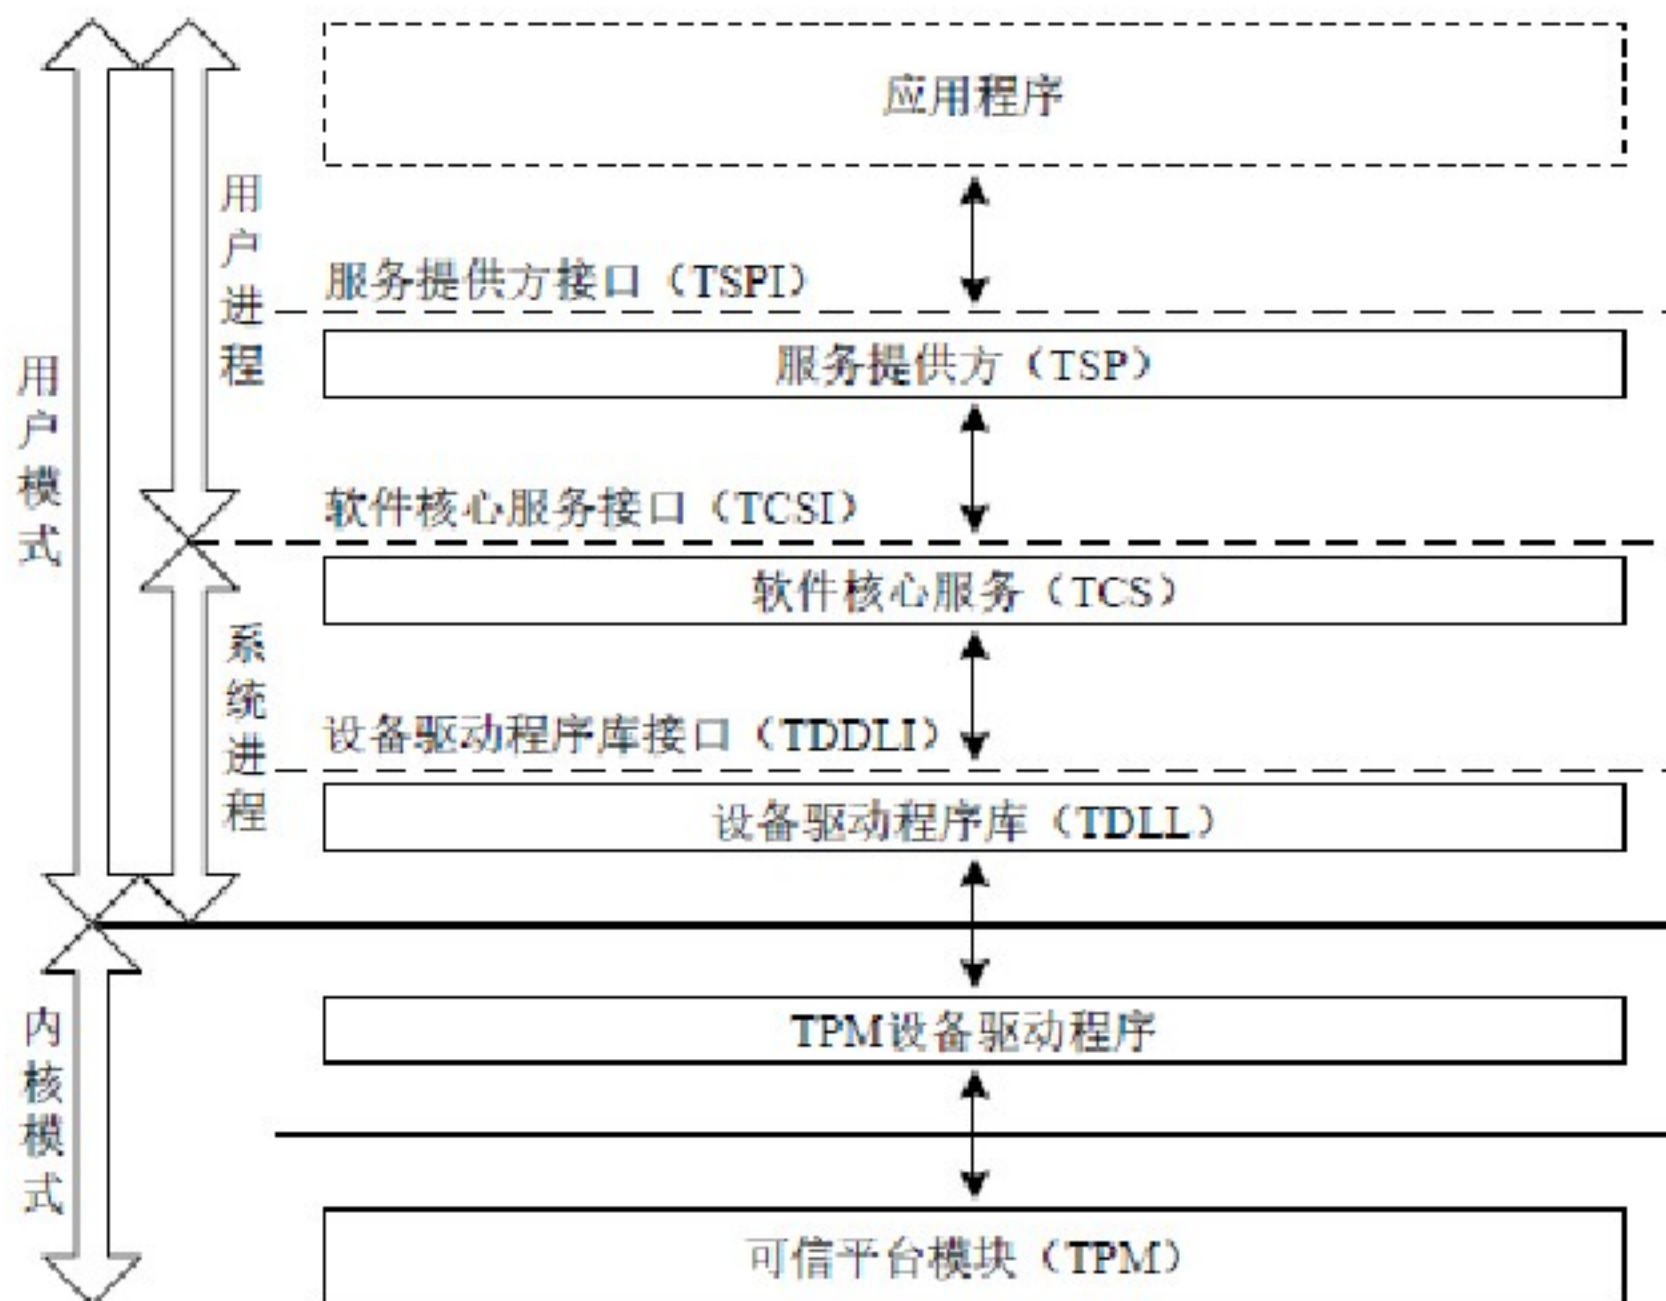 应用程序
用户进程
服务提供方接口（TSPI）
服务提供方（TSP）
用户模式
软件核心服务接口（TCSI）
软件核心服务（TCS）
系统进程
设备驱动程序库接口（TDDLI）
设备驱动程序库（TDLL）
内核模式
TPM设备驱动程序
可信平台模块（TPM）